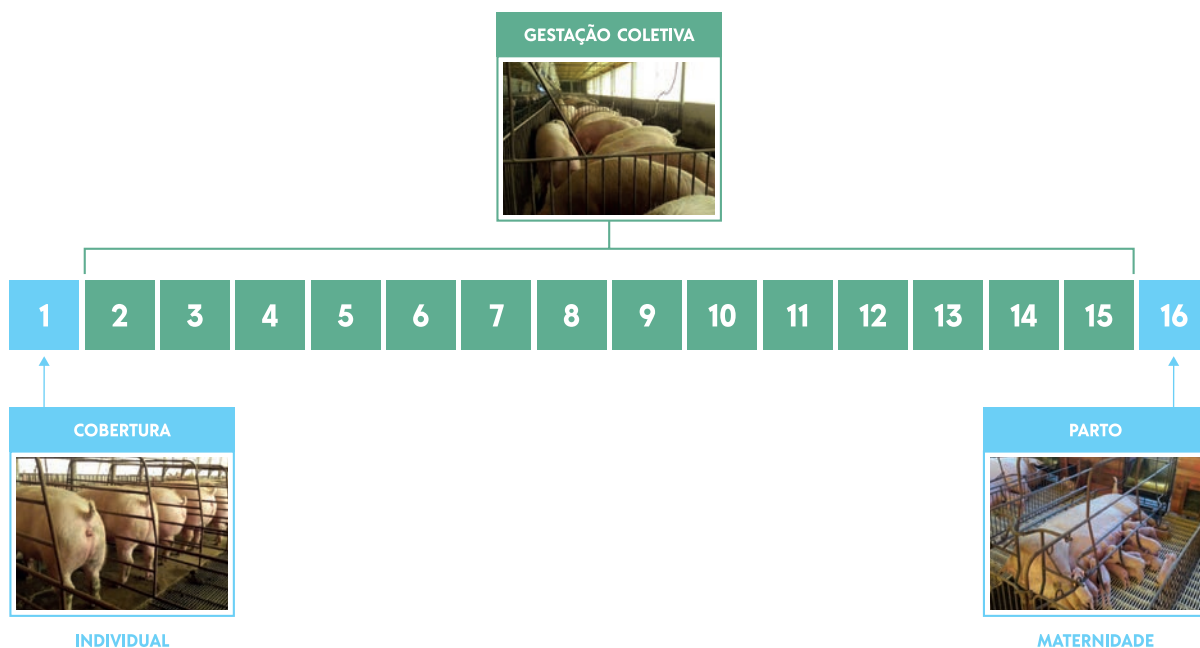 GESTAÇÃO COLETIVA
1 2 3 4 5 6 7 8 9 10 11 12 13 14 15 16
COBERTURA
PARTO
INDIVIDUAL
MATERNIDADE